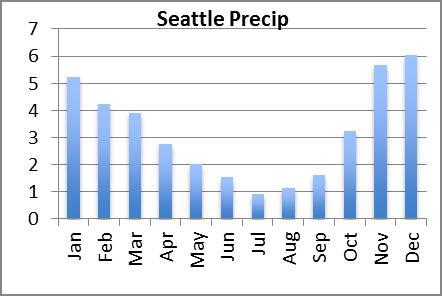 Seattle Precip
7
6
5
4
3
2
1
0
Jan
Feb
Mar
Apr
May
Jun
Jul
Aug
Sep
Oct
Nov
Dec